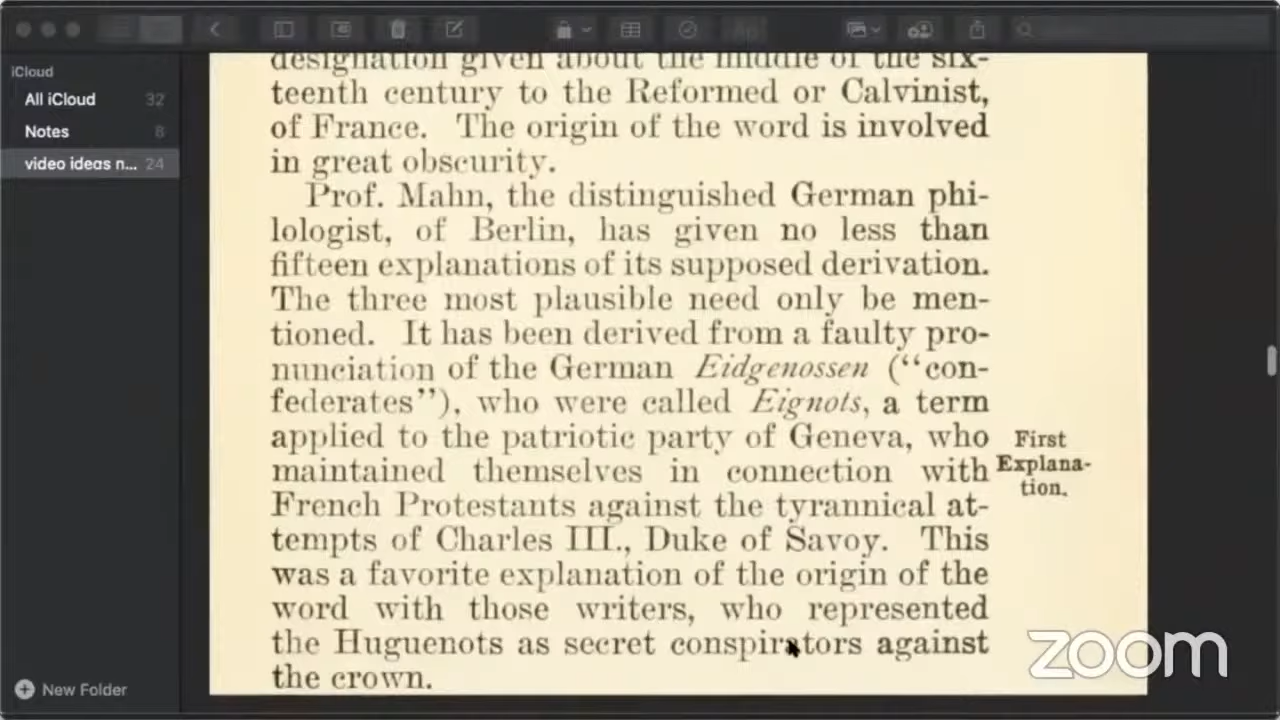 iCloud
All iCloud 32
Notes 8
video ideas n... 24
New Folder
designation given about the middle of the six-
teenth century to the Reformed or Calvinist,
of France. The origin of the word is involved
in great obscurity.
Prof. Mahn, the distinguished German phi-
lologist, of Berlin, has given no less than
fifteen explanations of its supposed derivation.
The three most plausible need only be men-
tioned. It has been derived from a faulty pro-
nunciation of the German Eidgenossen (“con-
federates”), who were called Eignots, a term
applied to the patriotic party of Geneva, who
maintained themselves in connection with
French Protestants against the tyrannical at-
tempts of Charles III., Duke of Savoy. This
was a favorite explanation of the origin of the
word with those writers, who represented
the Huguenots as secret conspirators against
the crown.
First
Explana-
tion.
zoom